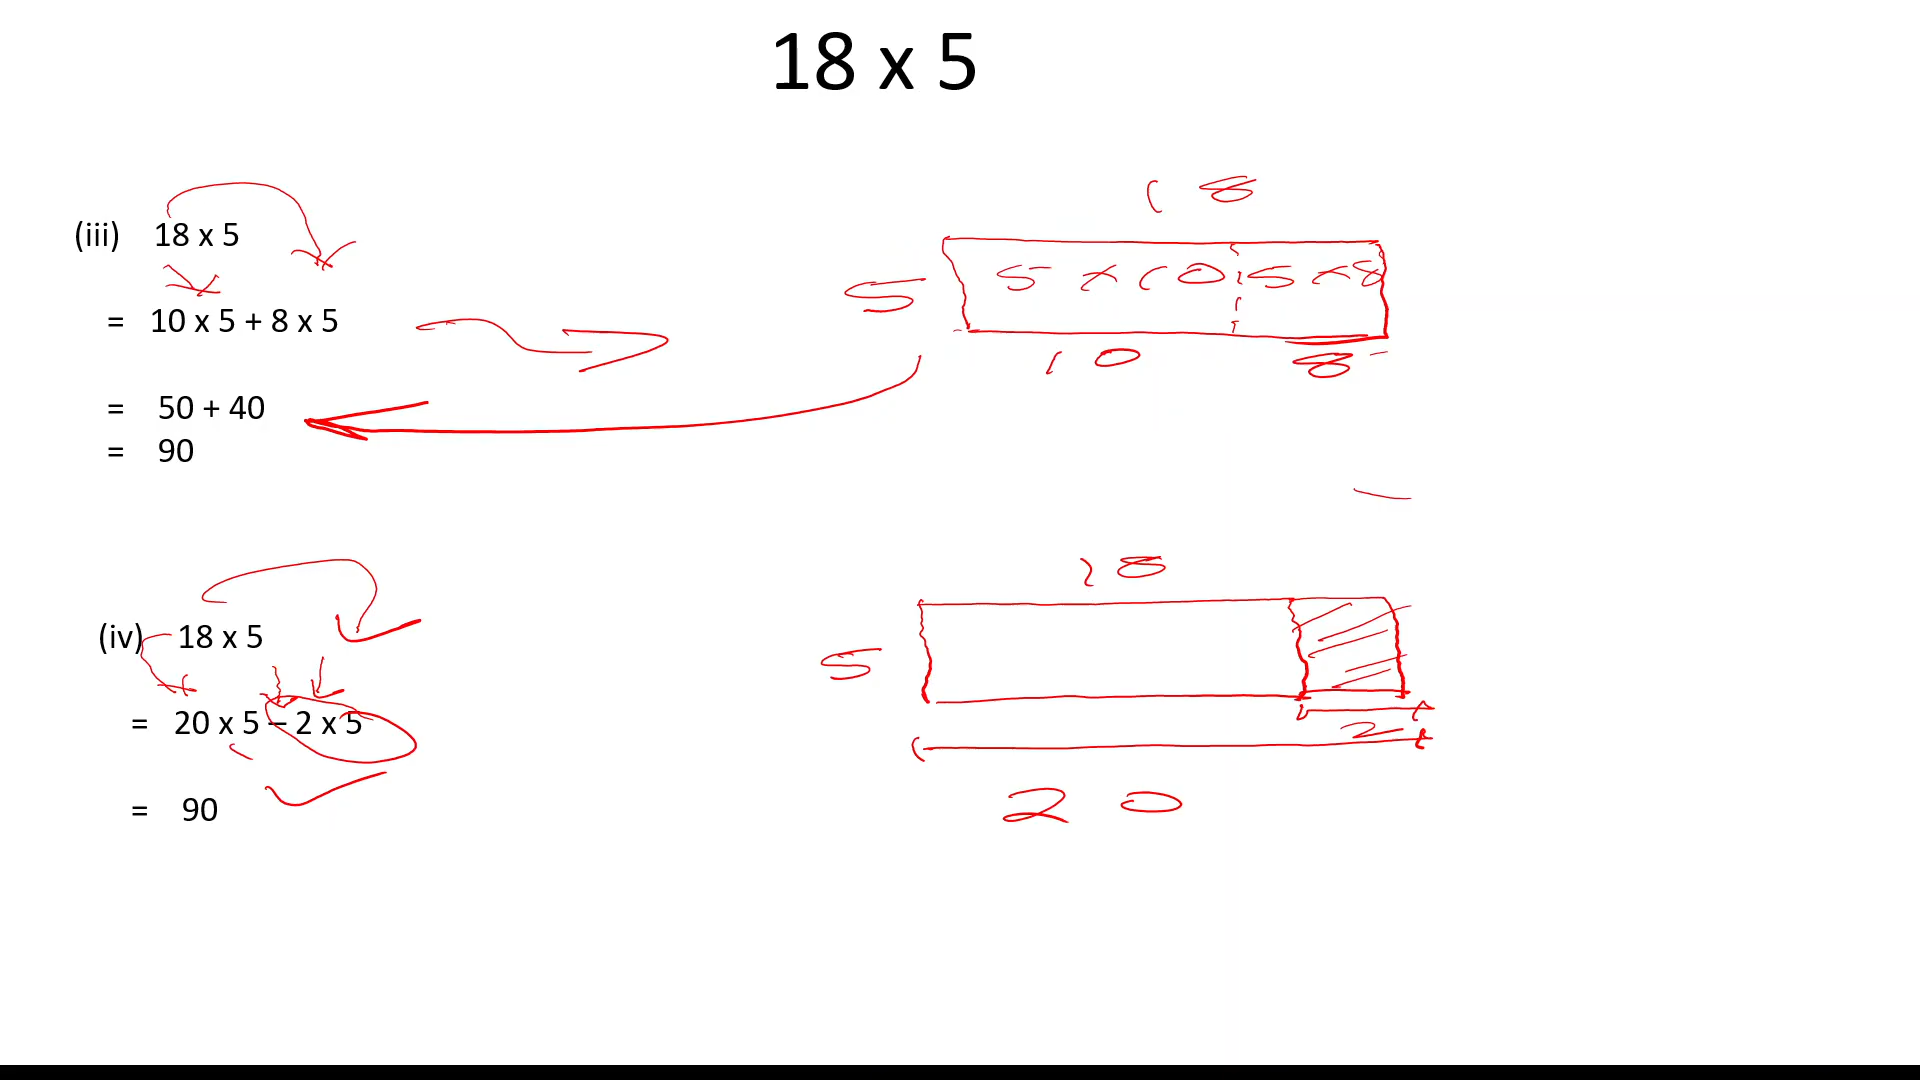 18 x 5
(iii) 18 x 5
= 10 x 5 + 8 x 5
= 50 + 40
= 90
18
5
5 x 10 5 x 8
10 8
(iv) 18 x 5
= 20 x 5 – 2 x 5
= 90
18
5
2
20